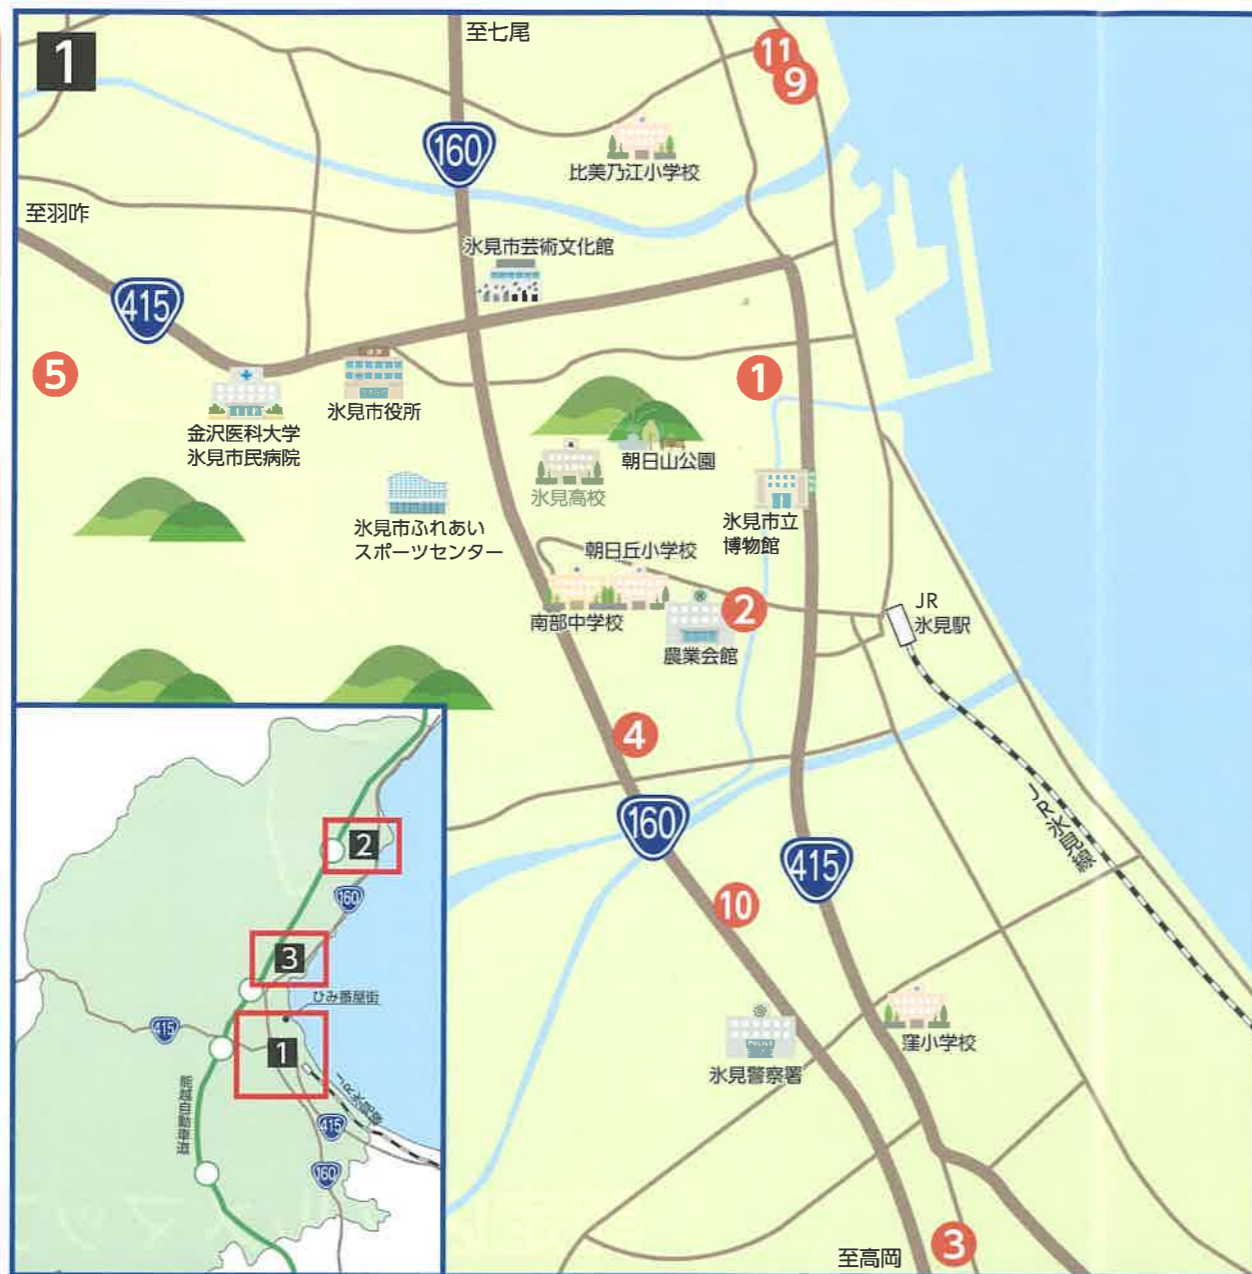 1
至七尾
11
9
160
比美乃江小学校
至羽咋
氷見市芸術文化館
415
5
1
氷見市役所
金沢医科大学
氷見市民病院
朝日山公園
氷見高校
氷見市ふれあい
スポーツセンター
氷見市立
博物館
朝日丘小学校
南部中学校
2
農業会館
JR
氷見駅
4
160
JR氷見線
415
10
POLICE
氷見警察署
窪小学校
至高岡
3
2
160
3
ひみ番屋街
415
1
能越自動車道
JR氷見線
415
160